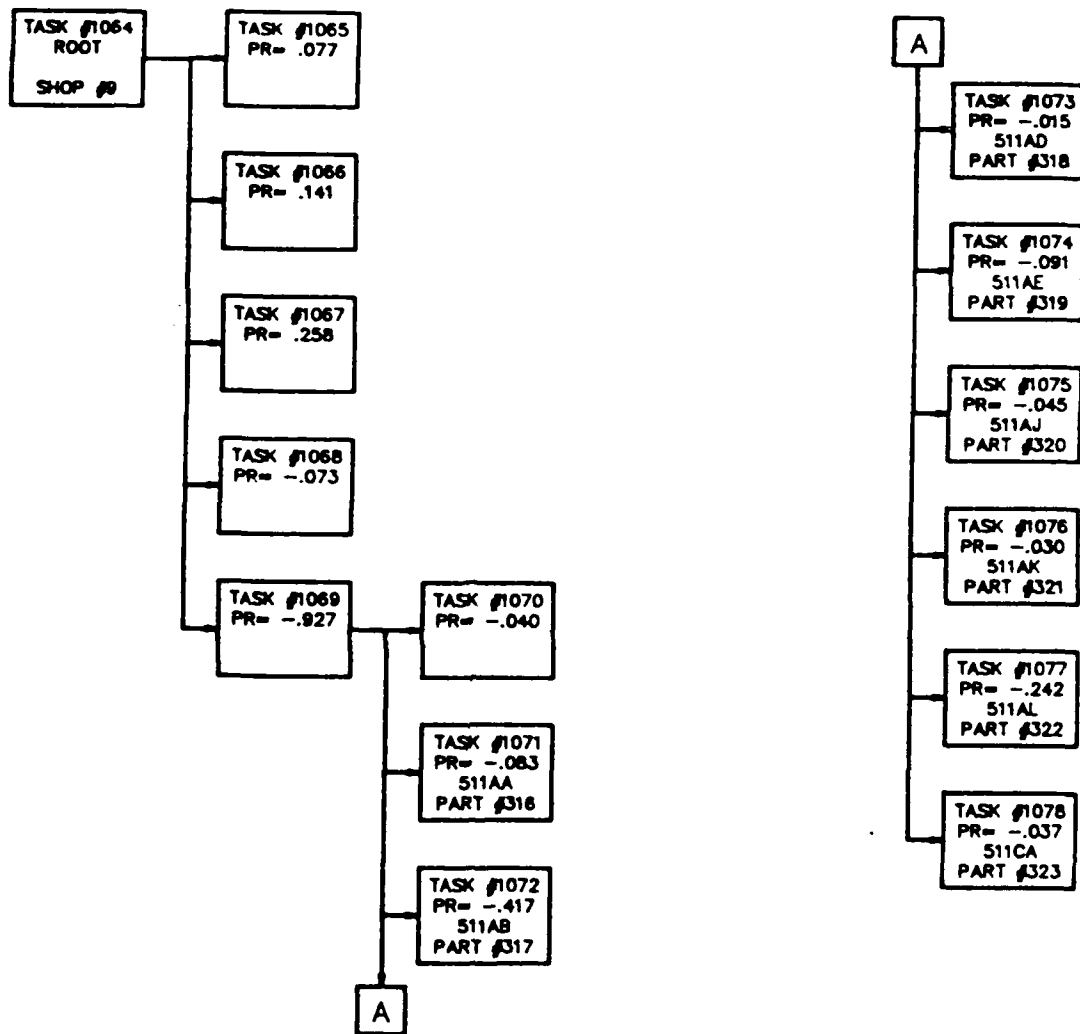 TASK #1064
ROOT
SHOP #9
TASK #1065
PR= .077
TASK #1066
PR= .141
TASK #1067
PR= .258
TASK #1068
PR= -.073
TASK #1069
PR= -.927
TASK #1070
PR= -.040
TASK #1071
PR= -.083
511AA
PART #316
TASK #1072
PR= -.417
511AB
PART #317
A
A
TASK #1073
PR= -.015
511AD
PART #318
TASK #1074
PR= -.091
511AE
PART #319
TASK #1075
PR= -.045
511AJ
PART #320
TASK #1076
PR= -.030
511AK
PART #321
TASK #1077
PR= -.242
511AL
PART #322
TASK #1078
PR= -.037
511CA
PART #323